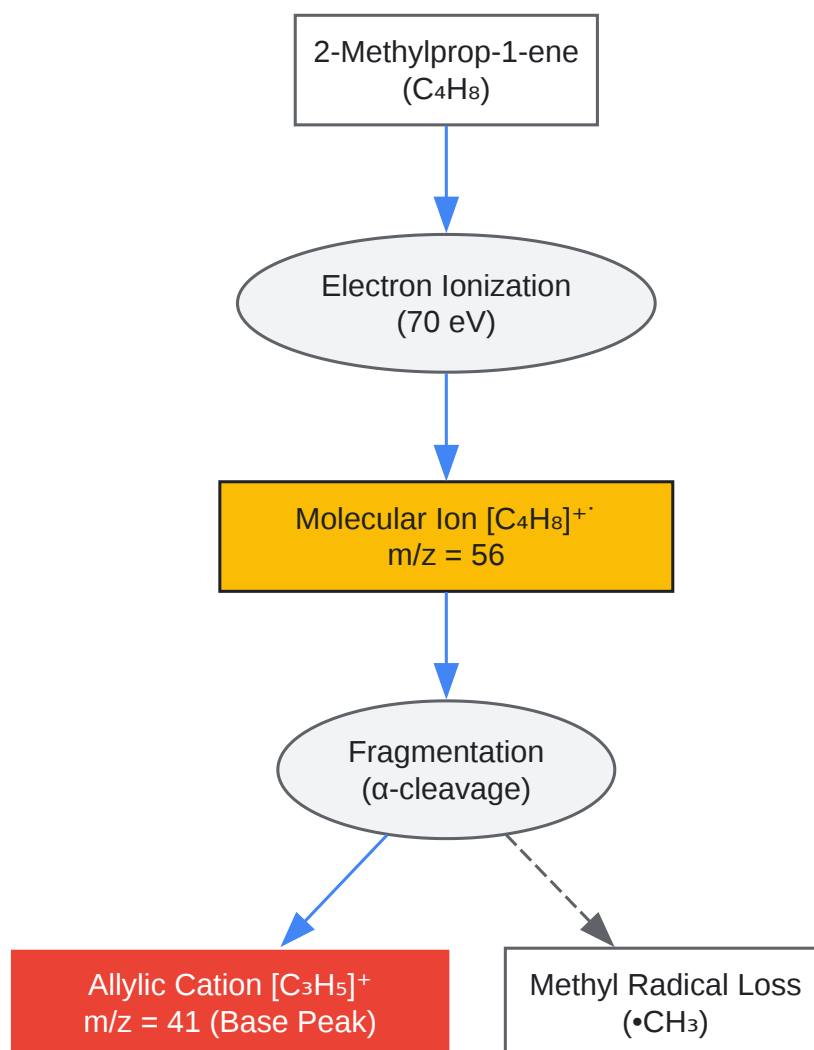 2-Methylprop-1-ene
(C₄H₈)
Electron Ionization
(70 eV)
Molecular Ion [C₄H₈]⁺˙
m/z = 56
Fragmentation
(α-cleavage)
Allylic Cation [C₃H₅]⁺
m/z = 41 (Base Peak)
Methyl Radical Loss
(•CH₃)